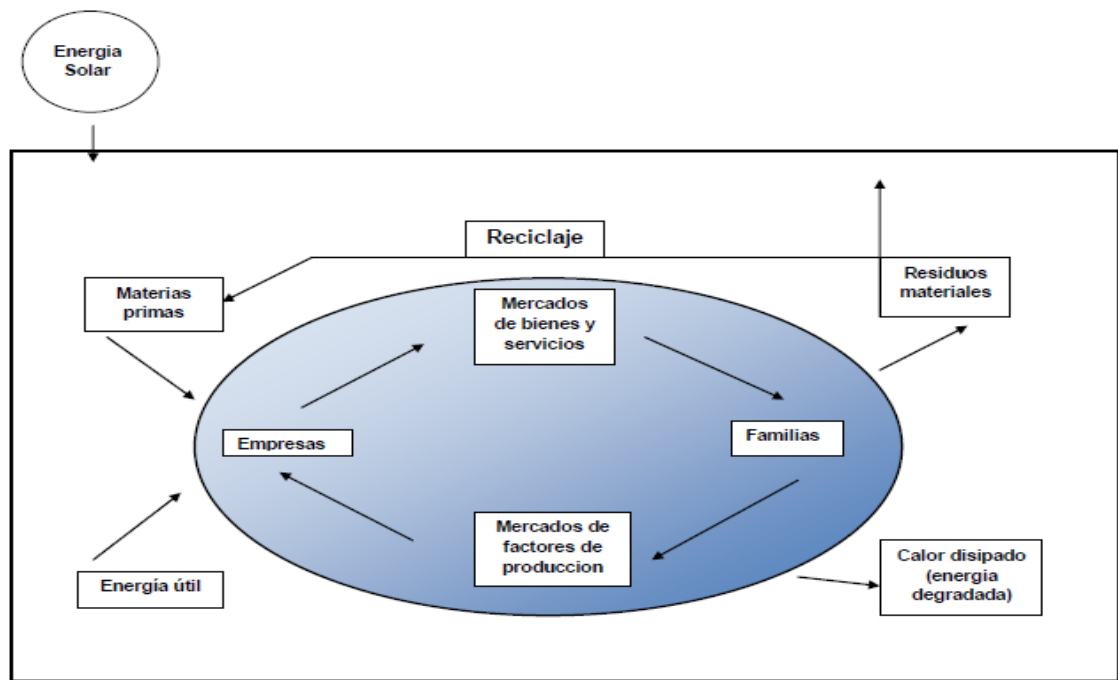 Energia
Solar
Reciclaje
Materias
primas
Mercados
de bienes y
servicios
Residuos
materiales
Empresas
Familias
Mercados de
factores de
produccion
Energía útil
Calor disipado
(energia
degradada)